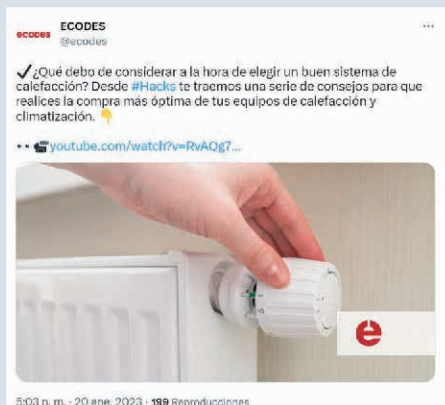 ECODES
ecodes
@ecodes
¿Qué debo de considerar a la hora de elegir un buen sistema de
calefacción? Desde #Hacks te traemos una serie de consejos para que
realices la compra más óptima de tus equipos de calefacción y
climatización.
youtube.com/watch?v=RvAQg7...
e
5:03 p. m. · 20 ene. 2023 · 199 Reproducciones